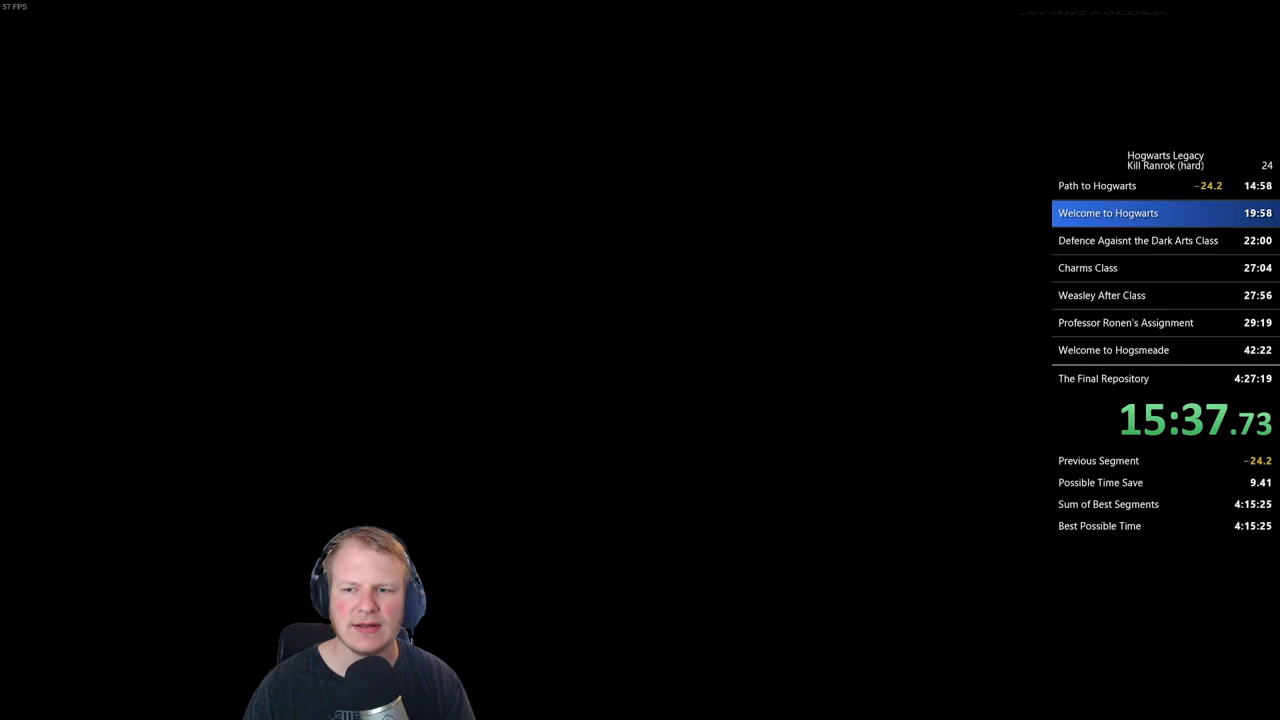 57 FPS
Hogwarts Legacy
Kill Ranrok (hard) 24
Path to Hogwarts -24.2 14:58
Welcome to Hogwarts 19:58
Defence Agaisnt the Dark Arts Class 22:00
Charms Class 27:04
Weasley After Class 27:56
Professor Ronen's Assignment 29:19
Welcome to Hogsmeade 42:22
The Final Repository 4:27:19
15:37.73
Previous Segment -24.2
Possible Time Save 9.41
Sum of Best Segments 4:15:25
Best Possible Time 4:15:25